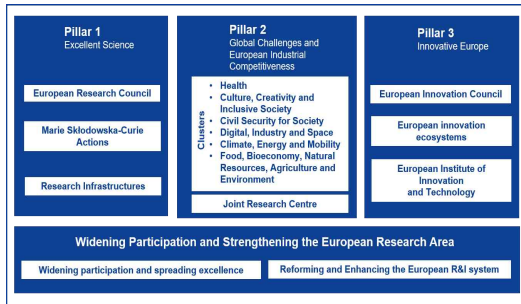 Pillar 1
Excellent Science
European Research Council
Marie Skłodowska-Curie
Actions
Research Infrastructures
Pillar 2
Global Challenges and
European Industrial
Competitiveness
Clusters
• Health
• Culture, Creativity and
Inclusive Society
• Civil Security for Society
• Digital, Industry and Space
• Climate, Energy and Mobility
• Food, Bioeconomy, Natural
Resources, Agriculture and
Environment
Joint Research Centre
Pillar 3
Innovative Europe
European Innovation Council
European innovation
ecosystems
European Institute of
Innovation
and Technology
Widening Participation and Strengthening the European Research Area
Widening participation and spreading excellence
Reforming and Enhancing the European R&I system